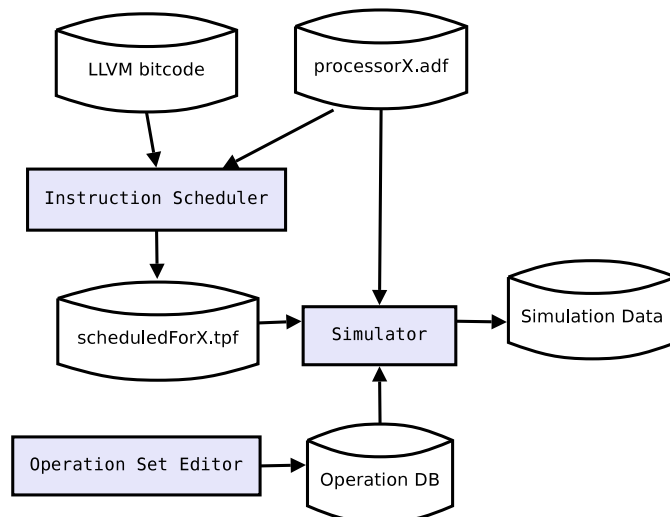 LLVM bitcode
processorX.adf
Instruction Scheduler
scheduledForX.tpf
Simulator
Simulation Data
Operation Set Editor
Operation DB